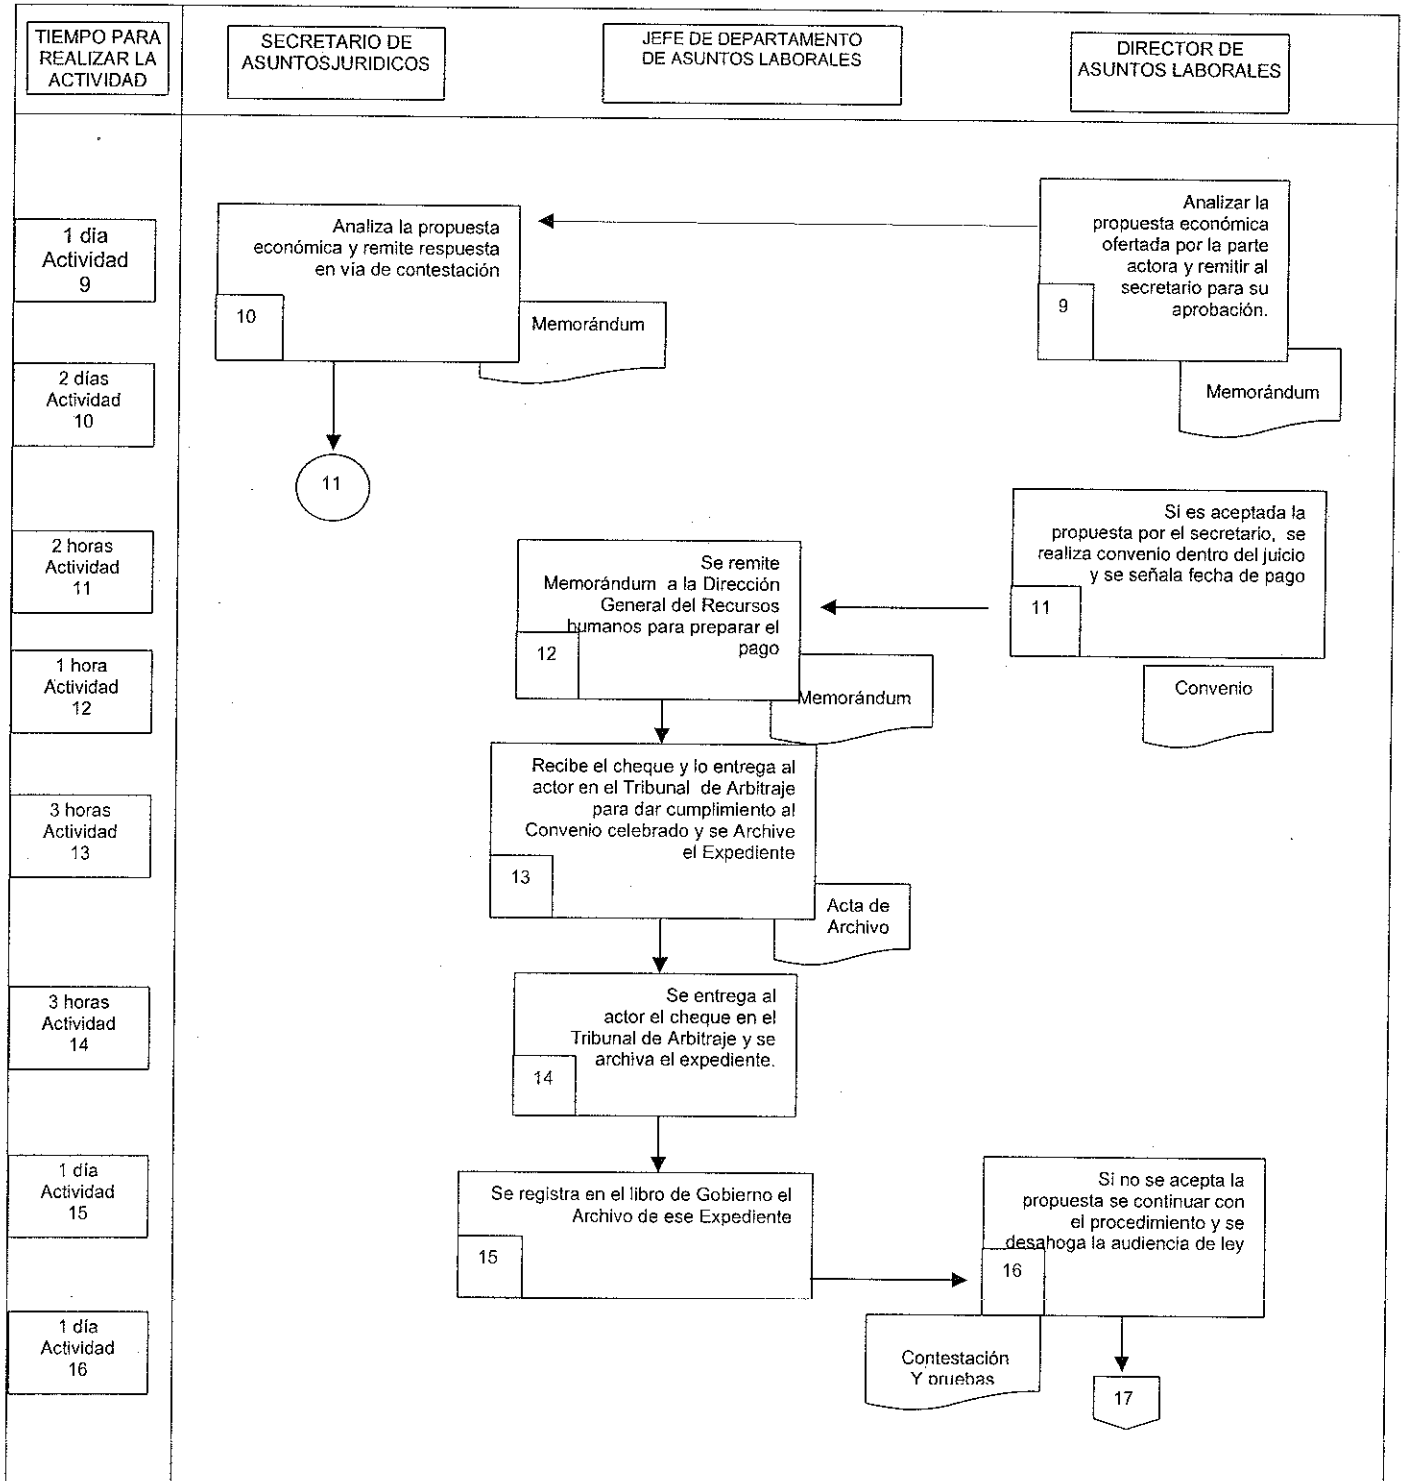 TIEMPO PARA
REALIZAR LA
ACTIVIDAD
SECRETARIO DE
ASUNTOSJURIDICOS
JEFE DE DEPARTAMENTO
DE ASUNTOS LABORALES
DIRECTOR DE
ASUNTOS LABORALES
1 día
Actividad
9
Analiza la propuesta
económica y remite respuesta
en vía de contestación
10
Memorándum
Analizar la
propuesta económica
ofertada por la parte
actora y remitir al
secretario para su
aprobación.
9
Memorándum
2 días
Actividad
10
11
2 horas
Actividad
11
Se remite
Memorándum a la Dirección
General del Recursos
humanos para preparar el
pago
12
Memorándum
Si es aceptada la
propuesta por el secretario, se
realiza convenio dentro del juicio
y se señala fecha de pago
11
Convenio
1 hora
Actividad
12
Recibe el cheque y lo entrega al
actor en el Tribunal de Arbitraje
para dar cumplimiento al
Convenio celebrado y se Archive
el Expediente
13
Acta de
Archivo
3 horas
Actividad
13
Se entrega al
actor el cheque en el
Tribunal de Arbitraje y se
archiva el expediente.
14
3 horas
Actividad
14
1 día
Actividad
15
Se registra en el libro de Gobierno el
Archivo de ese Expediente
15
Si no se acepta la
propuesta se continuar con
el procedimiento y se
desahoga la audiencia de ley
16
1 día
Actividad
16
Contestación
Y pruebas
17